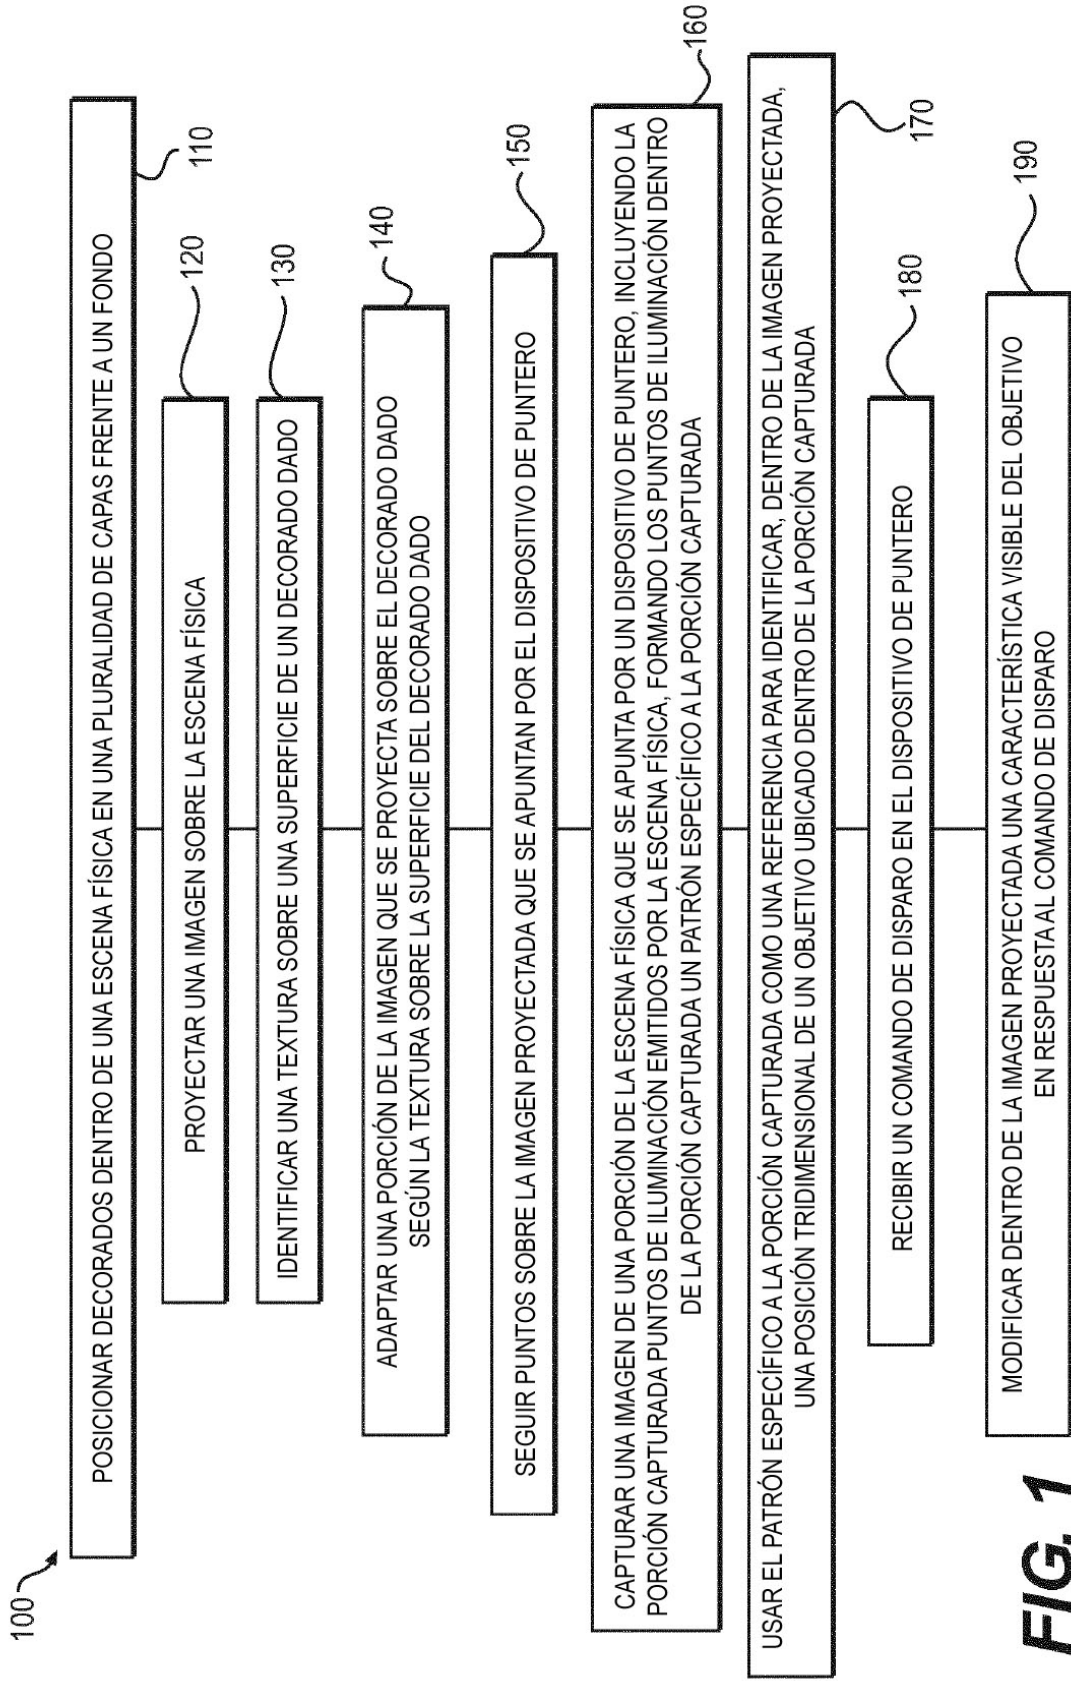 100
POSICIONAR DECORADOS DENTRO DE UNA ESCENA FÍSICA EN UNA PLURALIDAD DE CAPAS FRENTE A UN FONDO
110
PROYECTAR UNA IMAGEN SOBRE LA ESCENA FÍSICA
120
IDENTIFICAR UNA TEXTURA SOBRE UNA SUPERFICIE DE UN DECORADO DADO
130
ADAPTAR UNA PORCIÓN DE LA IMAGEN QUE SE PROYECTA SOBRE EL DECORADO DADO
SEGÚN LA TEXTURA SOBRE LA SUPERFICIE DEL DECORADO DADO
140
SEGUIR PUNTOS SOBRE LA IMAGEN PROYECTADA QUE SE APUNTAN POR EL DISPOSITIVO DE PUNTERO
150
CAPTURAR UNA IMAGEN DE UNA PORCIÓN DE LA ESCENA FÍSICA QUE SE APUNTA POR UN DISPOSITIVO DE PUNTERO, INCLUYENDO LA
PORCIÓN CAPTURADA PUNTOS DE ILUMINACIÓN EMITIDOS POR LA ESCENA FÍSICA, FORMANDO LOS PUNTOS DE ILUMINACIÓN DENTRO
DE LA PORCIÓN CAPTURADA UN PATRÓN ESPECÍFICO A LA PORCIÓN CAPTURADA
160
USAR EL PATRÓN ESPECÍFICO A LA PORCIÓN CAPTURADA COMO UNA REFERENCIA PARA IDENTIFICAR, DENTRO DE LA IMAGEN PROYECTADA,
UNA POSICIÓN TRIDIMENSIONAL DE UN OBJETIVO UBICADO DENTRO DE LA PORCIÓN CAPTURADA
170
RECIBIR UN COMANDO DE DISPARO EN EL DISPOSITIVO DE PUNTERO
180
MODIFICAR DENTRO DE LA IMAGEN PROYECTADA UNA CARACTERÍSTICA VISIBLE DEL OBJETIVO
EN RESPUESTA AL COMANDO DE DISPARO
190
FIG. 1